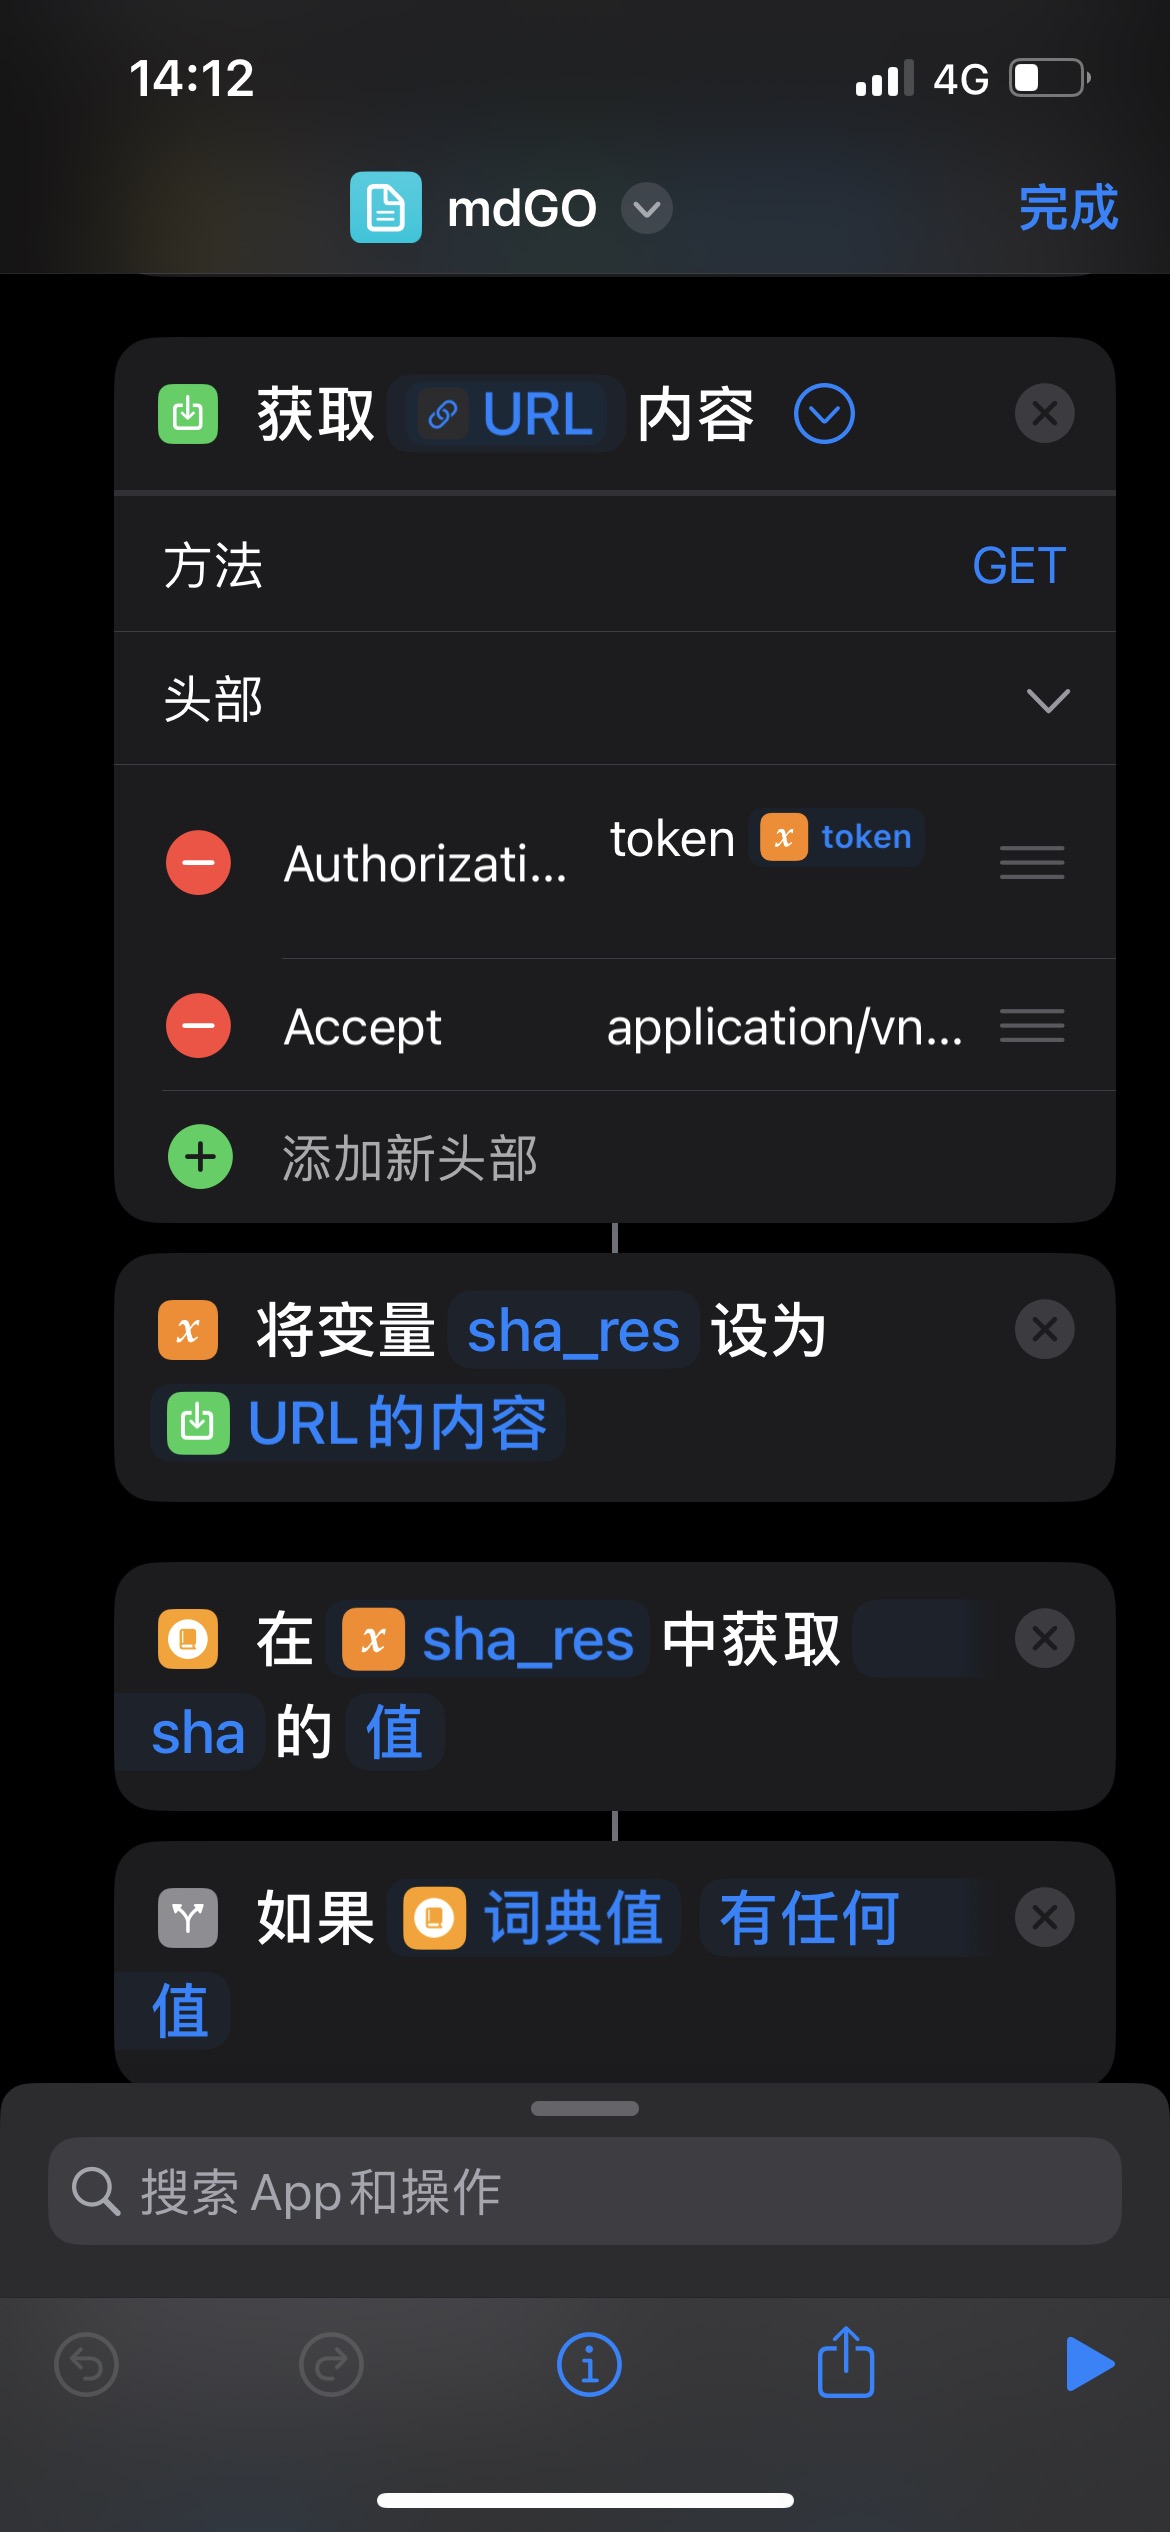 14:12
4G
mdGO
完成
获取 URL 内容
方法
GET
头部
Authorizati...
token token
Accept
application/vn...
添加新头部
将变量 sha_res 设为
URL的内容
在 sha_res 中获取
sha 的 值
如果 词典值 有任何
值
搜索 App 和操作